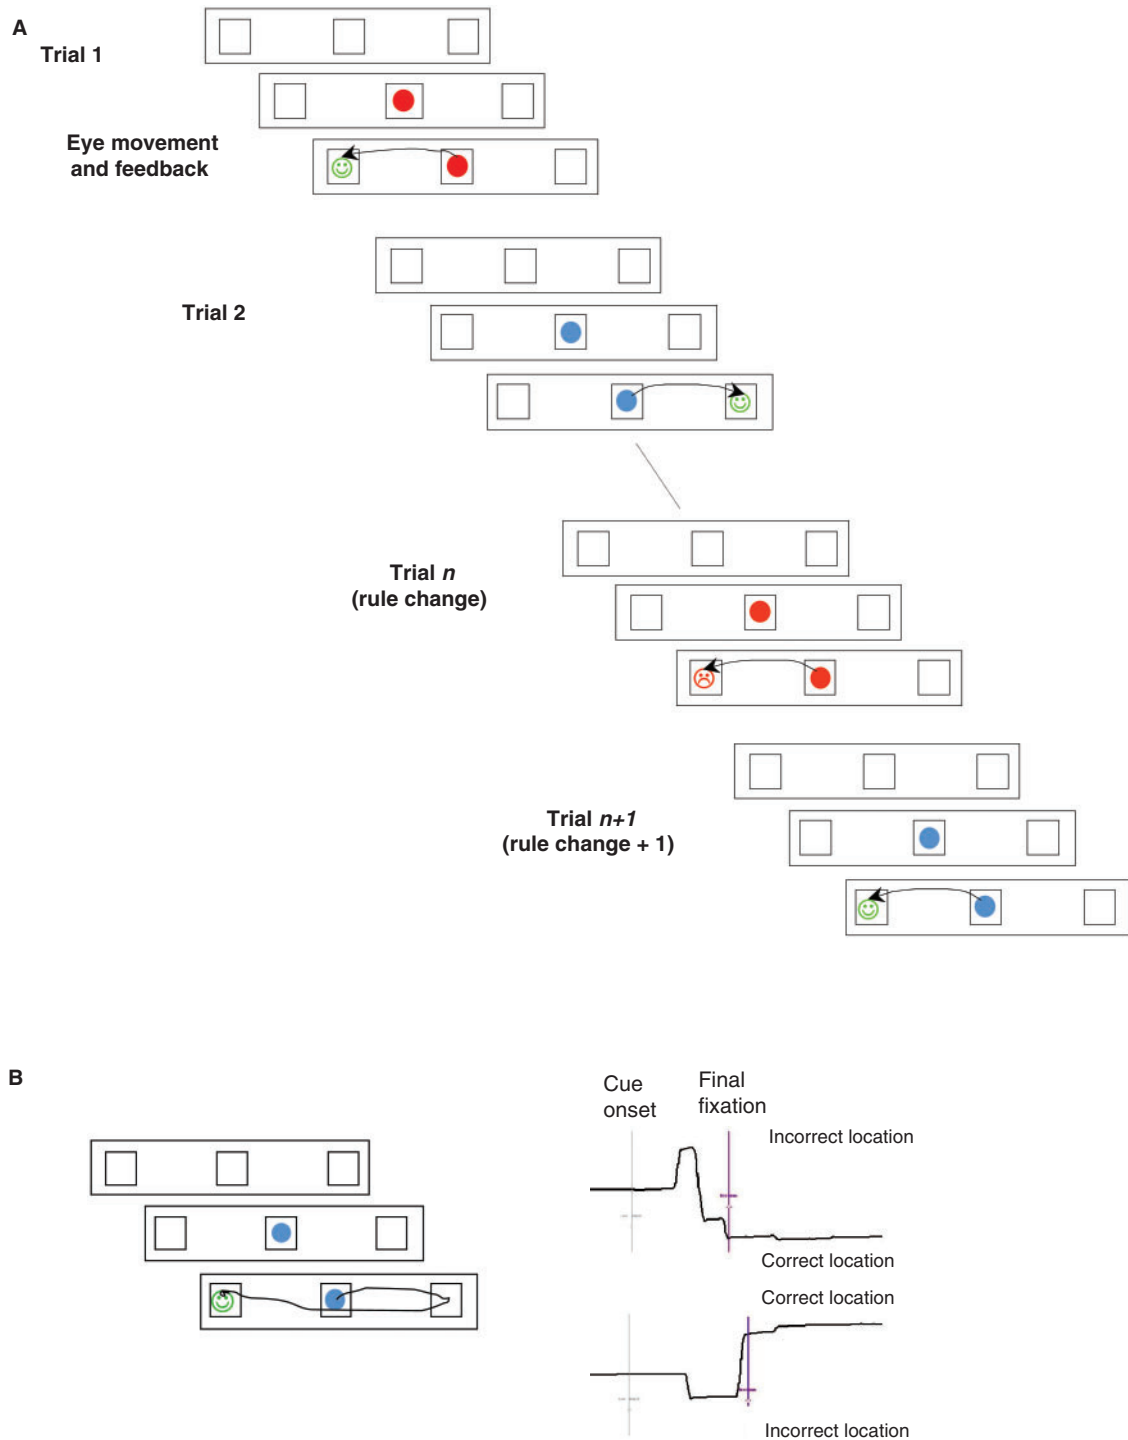 A
Trial 1
Eye movement
and feedback
Trial 2
Trial n
(rule change)
Trial n+1
(rule change + 1)
B
Cue
onset
Final
fixation
Incorrect location
Correct location
Correct location
Incorrect location